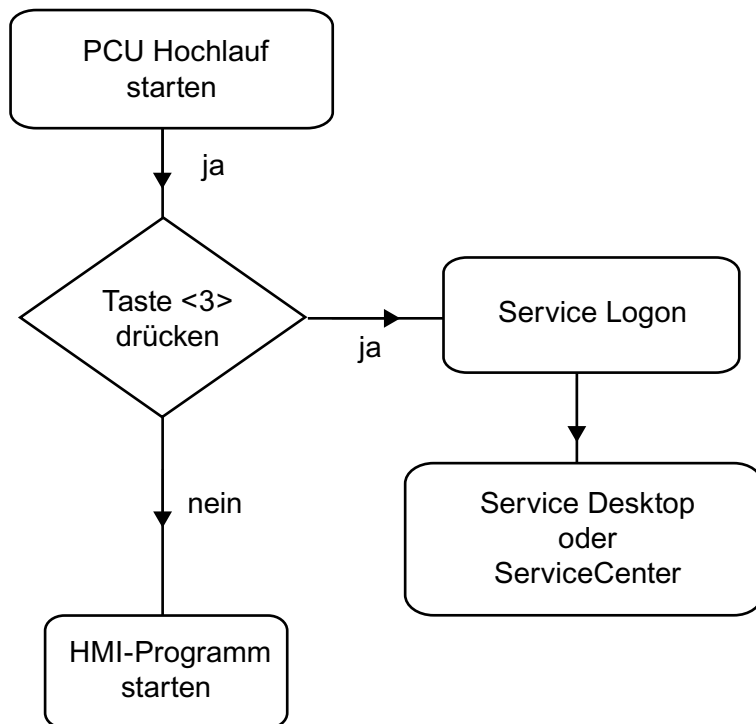 PCU Hochlauf
starten
ja
Taste <3>
drücken
ja
Service Logon
nein
Service Desktop
oder
ServiceCenter
HMI-Programm
starten